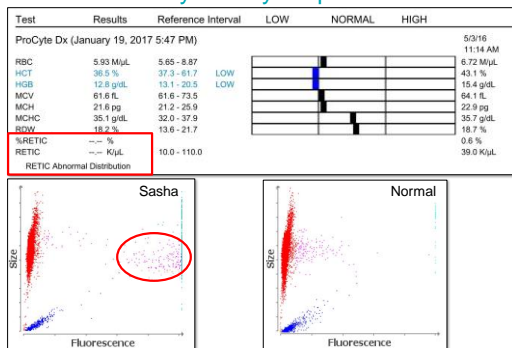 Test Results Reference Interval LOW NORMAL HIGH
ProCyte Dx (January 19, 2017 5:47 PM) 5/3/16
11:14 AM
RBC 5.93 M/µL 5.65 - 8.87 6.72 M/µL
HCT 36.5 % 37.3 - 61.7 LOW 43.1 %
HGB 12.8 g/dL 13.1 - 20.5 LOW 15.4 g/dL
MCV 61.6 fL 61.6 - 73.5 64.1 fL
MCH 21.6 pg 21.2 - 25.9 22.9 pg
MCHC 35.1 g/dL 32.0 - 37.9 35.7 g/dL
RDW 18.2 % 13.6 - 21.7 18.7 %
%RETIC --.-- % 0.6 %
RETIC --.-- K/µL 10.0 - 110.0 39.0 K/µL
RETIC Abnormal Distribution
Sasha
Size
Fluorescence
Normal
Size
Fluorescence